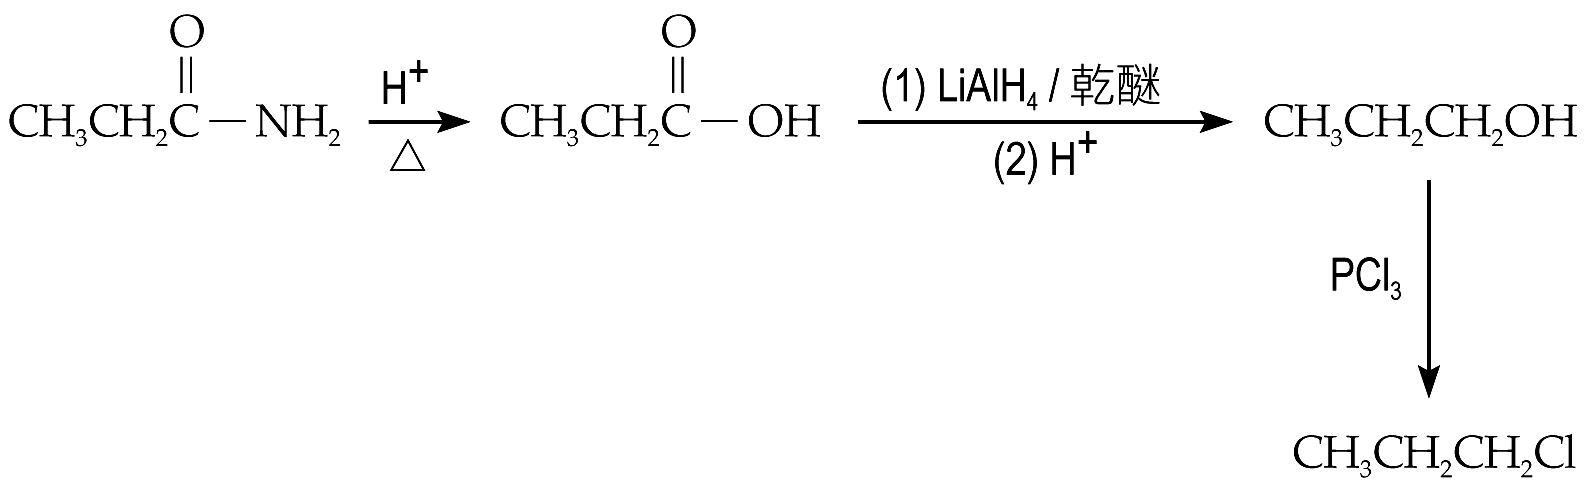 O
O
CH₃CH₂C—NH₂ H⁺ △ CH₃CH₂C—OH (1) LiAlH₄ / 乾醚 (2) H⁺ CH₃CH₂CH₂OH
PCl₃
CH₃CH₂CH₂Cl